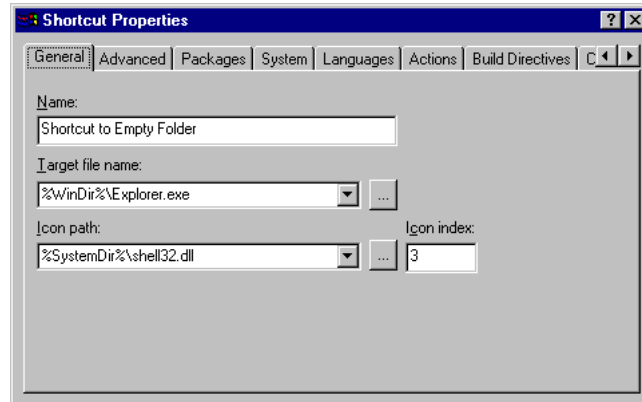 Shortcut Properties
General Advanced Packages System Languages Actions Build Directives
Name:
Shortcut to Empty Folder
Target file name:
%WinDir%\Explorer.exe ...
Icon path: Icon index:
%SystemDir%\shell32.dll ... 3